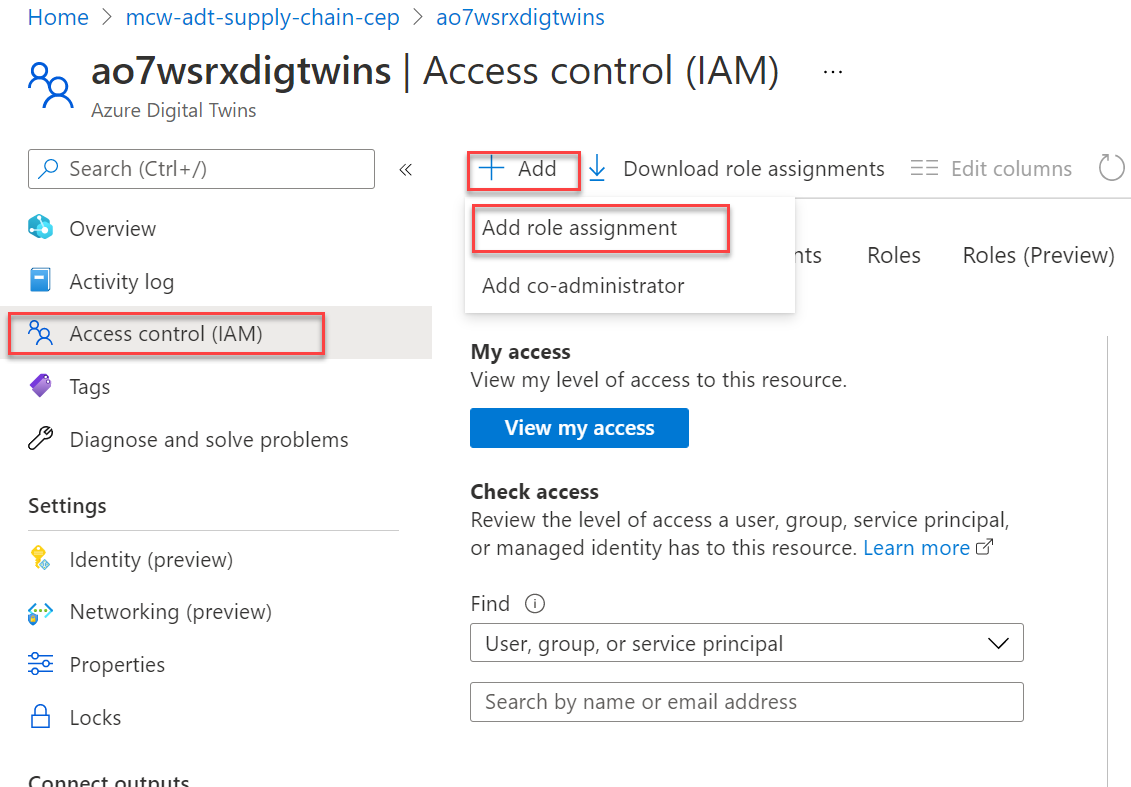 Home > mcw-adt-supply-chain-cep > ao7wsrxdigtwins
ao7wsrxdigtwins | Access control (IAM) ...
Azure Digital Twins
Search (Ctrl+/)
«
+ Add
Download role assignments
Edit columns
Add role assignment
Add co-administrator
nts
Roles
Roles (Preview)
Overview
Activity log
Access control (IAM)
Tags
Diagnose and solve problems
Settings
Identity (preview)
Networking (preview)
Properties
Locks
Connect outputs
My access
View my level of access to this resource.
View my access
Check access
Review the level of access a user, group, service principal,
or managed identity has to this resource. Learn more
Find
User, group, or service principal
Search by name or email address